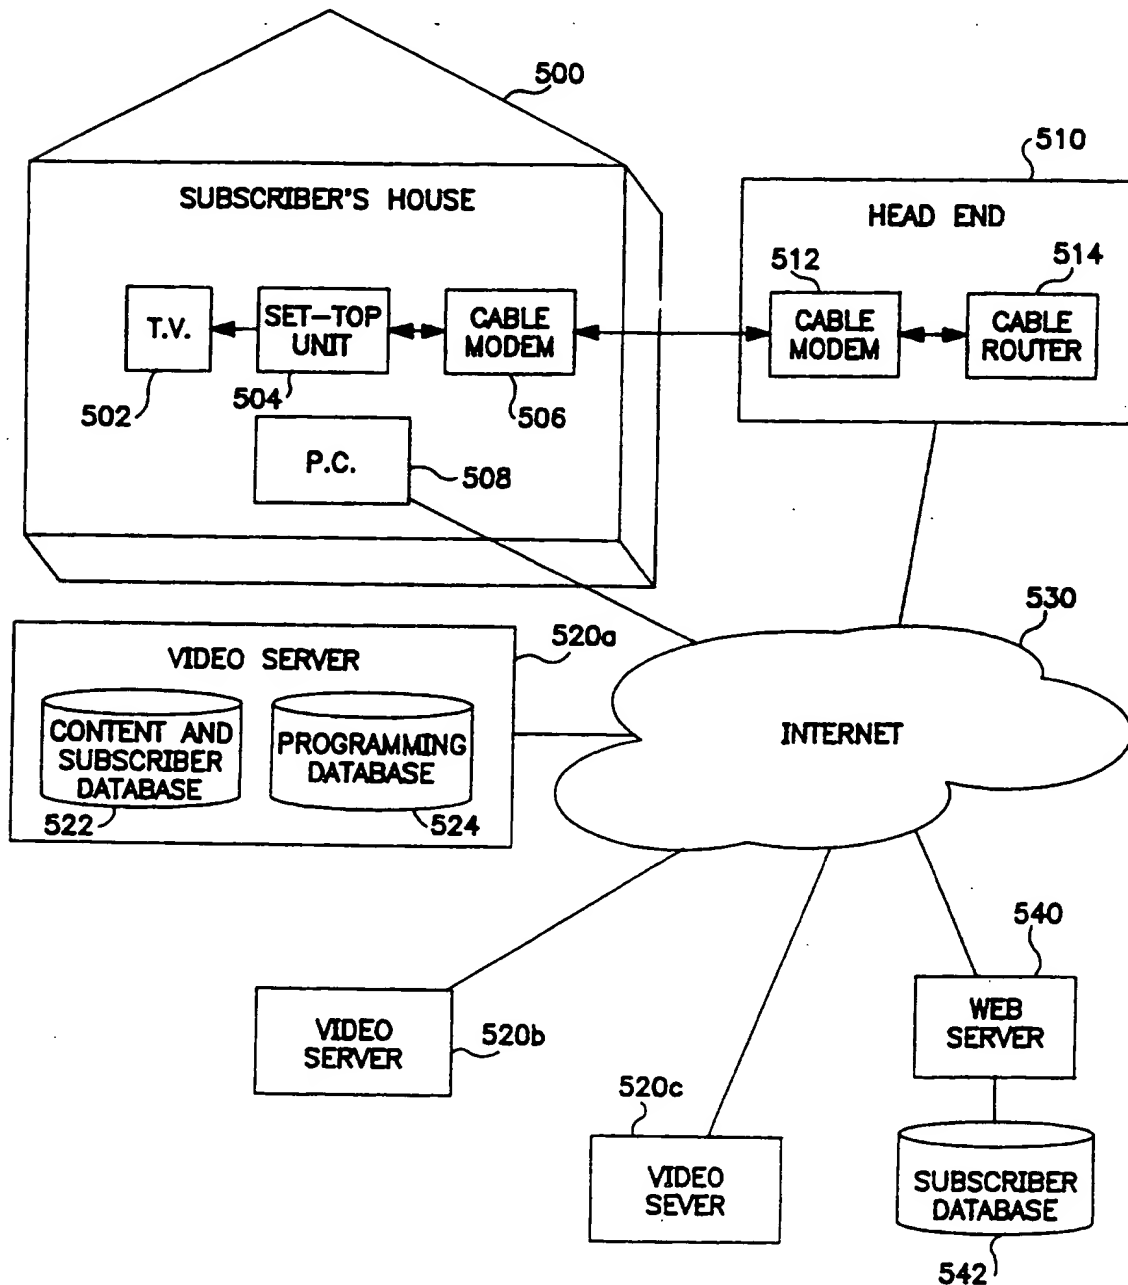 500
SUBSCRIBER'S HOUSE
T.V.
502
SET-TOP
UNIT
504
CABLE
MODEM
506
P.C.
508
510
HEAD END
512
CABLE
MODEM
514
CABLE
ROUTER
520a
VIDEO SERVER
CONTENT AND
SUBSCRIBER
DATABASE
522
PROGRAMMING
DATABASE
524
530
INTERNET
VIDEO
SERVER
520b
520c
VIDEO
SEVER
540
WEB
SERVER
SUBSCRIBER
DATABASE
542